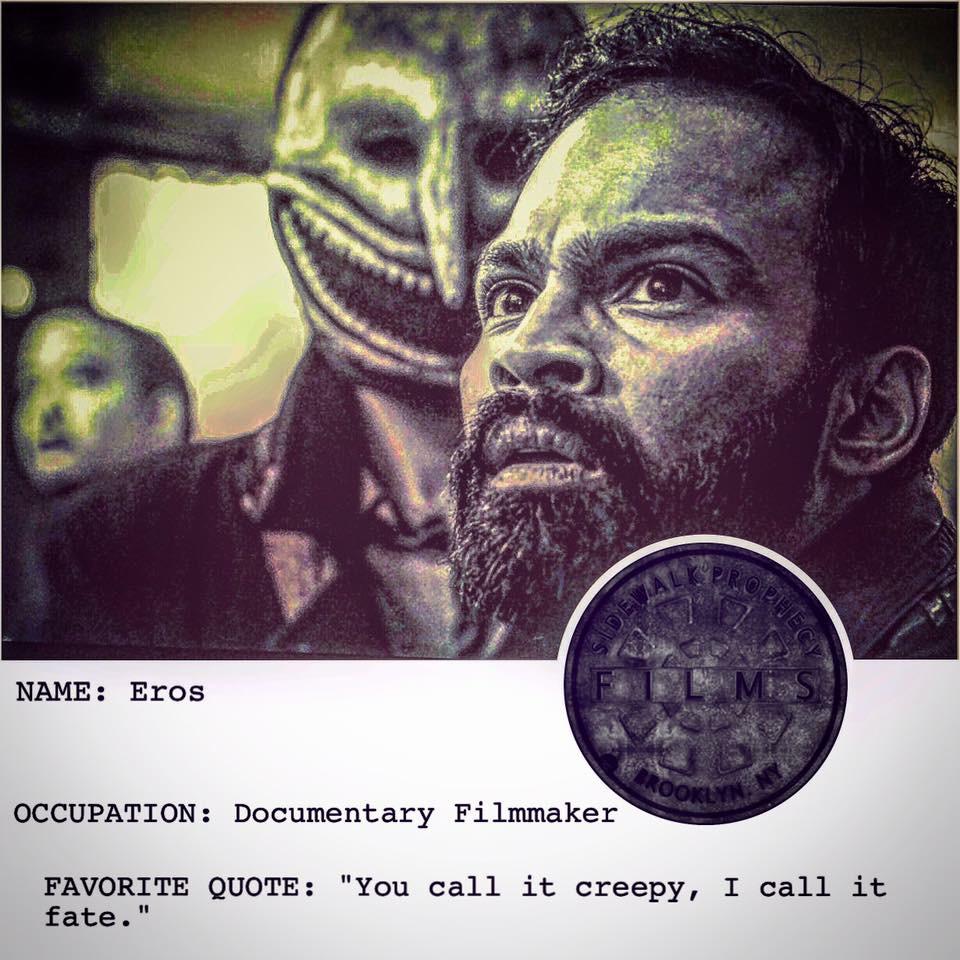 SIDEWALK PROPHECY
FILMS
BROOKLYN, NY
NAME: Eros
OCCUPATION: Documentary Filmmaker
FAVORITE QUOTE: "You call it creepy, I call it
fate."